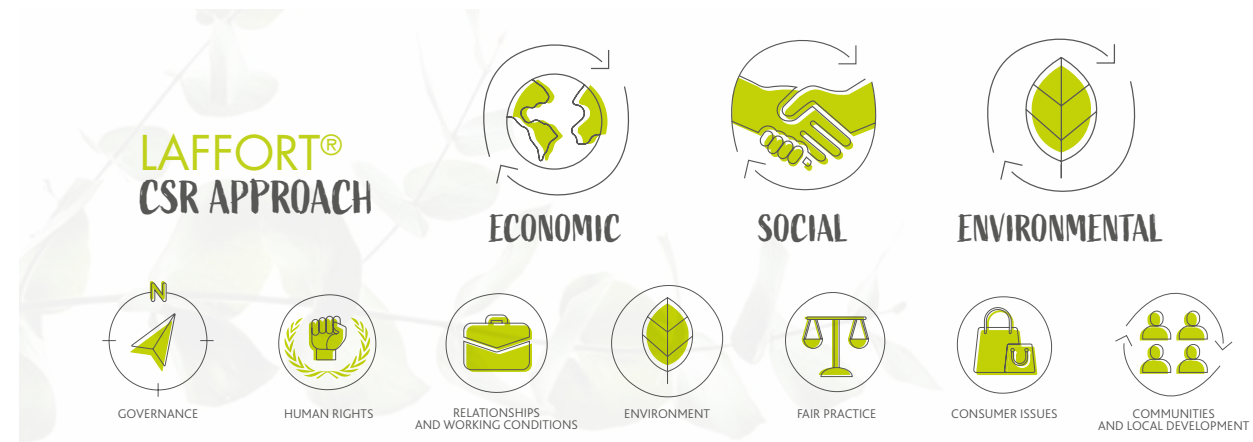 LAFFORT®
CSR APPROACH
ECONOMIC
SOCIAL
ENVIRONMENTAL
N
GOVERNANCE
HUMAN RIGHTS
RELATIONSHIPS
AND WORKING CONDITIONS
ENVIRONMENT
FAIR PRACTICE
CONSUMER ISSUES
COMMUNITIES
AND LOCAL DEVELOPMENT